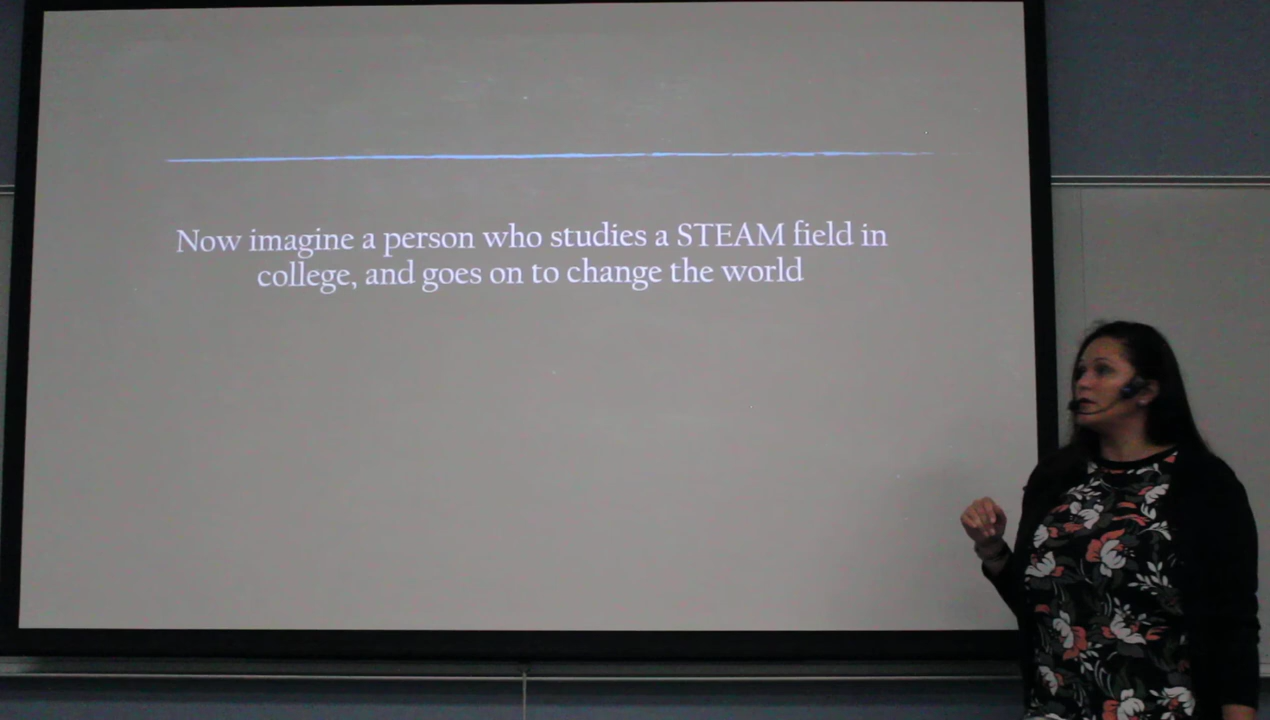 Now imagine a person who studies a STEAM field in
college, and goes on to change the world